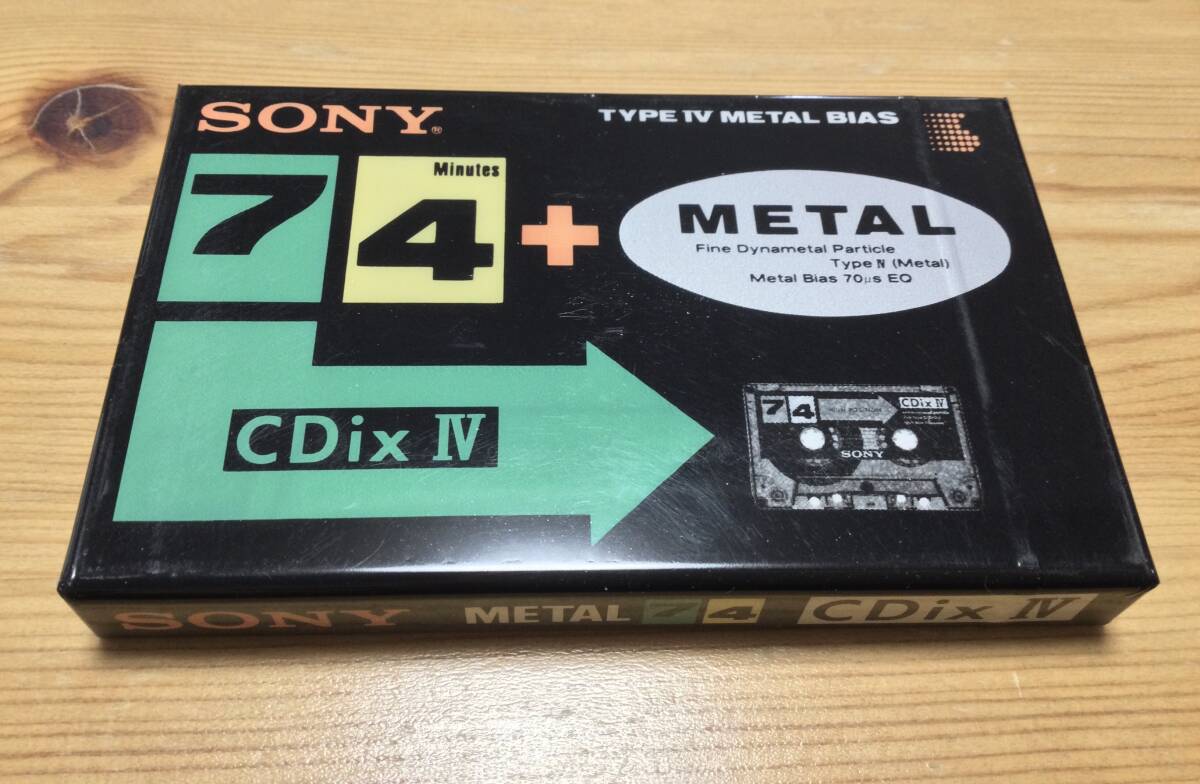 SONY®
TYPE IV METAL BIAS
74
Minutes
+
METAL
Fine Dynametal Particle
Type Ⅳ (Metal)
Metal Bias 70μs EQ
CDix Ⅳ
74
CDix Ⅳ
SONY
SONY METAL 74 CDix Ⅳ